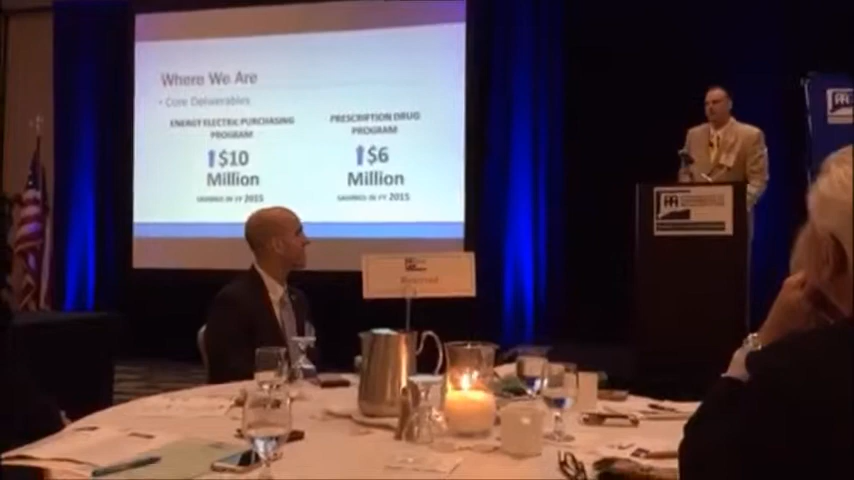 Where We Are
• Core Deliverables
ENERGY ELECTRIC PURCHASING
PROGRAM
$10
Million
SAVINGS IN FY 2015
PRESCRIPTION DRUG
PROGRAM
$6
Million
SAVINGS IN FY 2015
Reserved